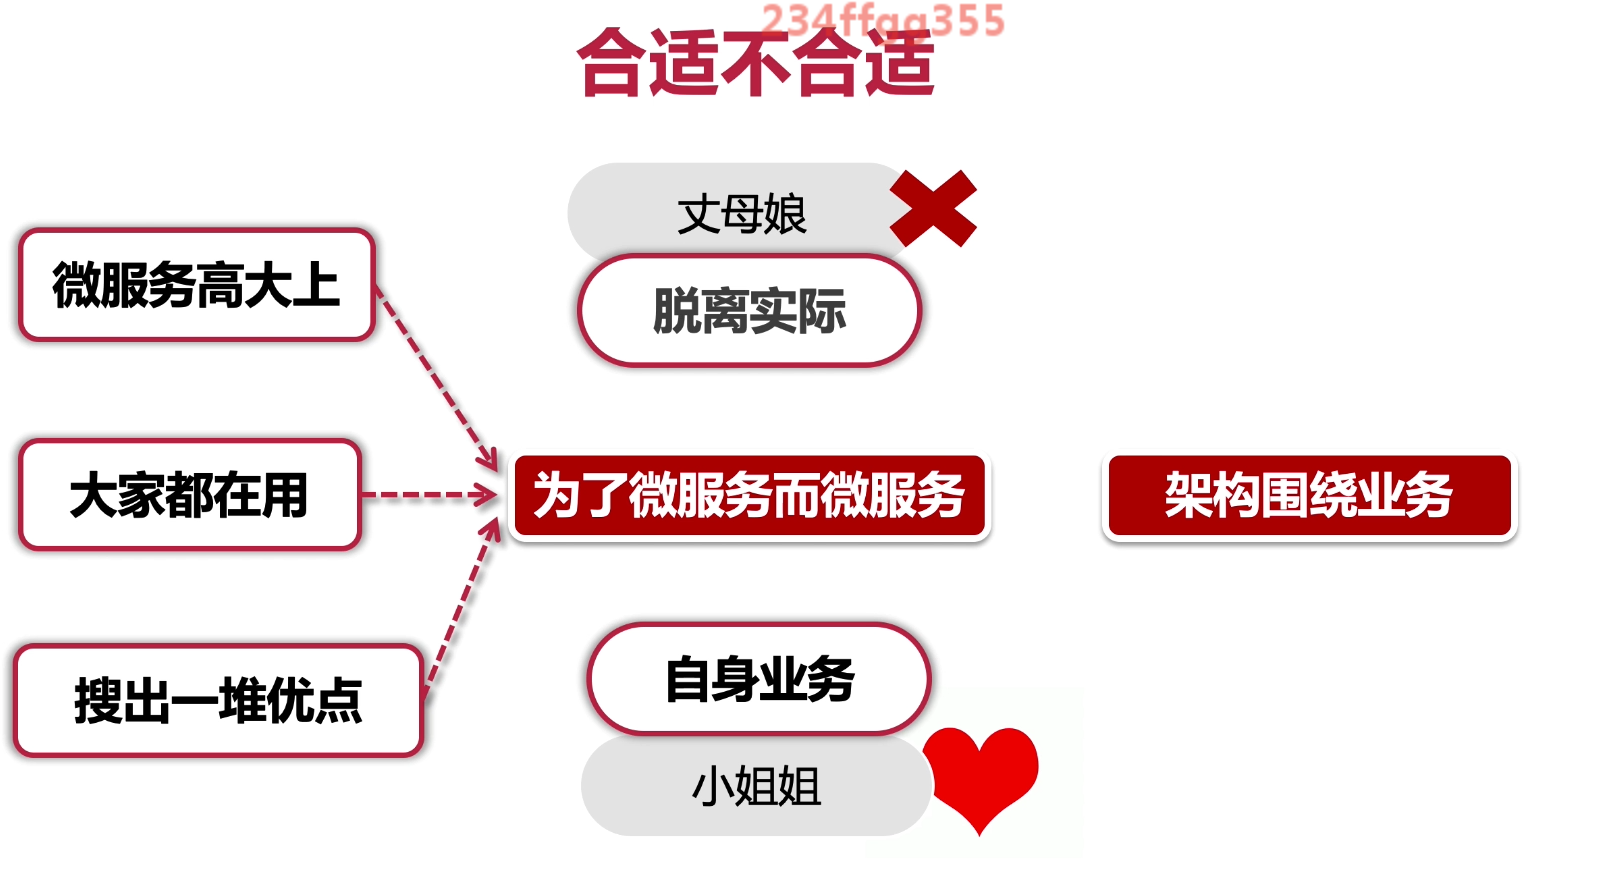 234ffgg355
合适不合适
丈母娘
脱离实际
微服务高大上
大家都在用
搜出一堆优点
为了微服务而微服务
架构围绕业务
自身业务
小姐姐